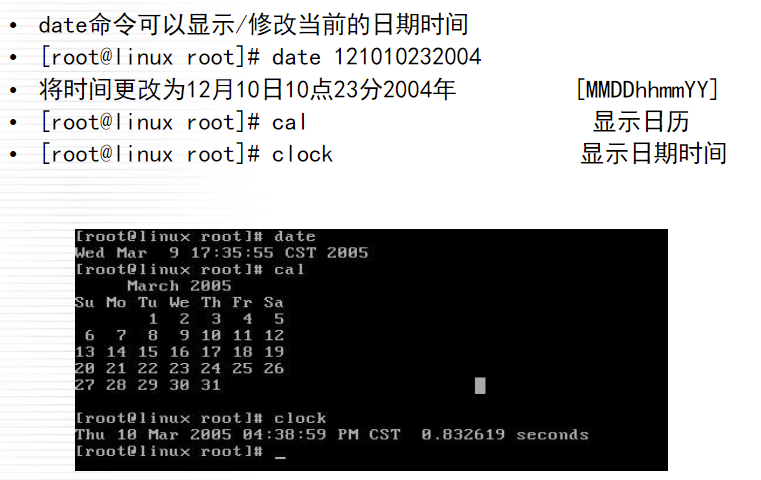 • date命令可以显示/修改当前的日期时间
• [root@linux root]# date 121010232004
• 将时间更改为12月10日10点23分2004年 [MMDDhhmmYY]
• [root@linux root]# cal 显示日历
• [root@linux root]# clock 显示日期时间
[root@linux root]# date
Wed Mar  9 17:35:55 CST 2005
[root@linux root]# cal
     March 2005
Su Mo Tu We Th Fr Sa
       1  2  3  4  5
 6  7  8  9 10 11 12
13 14 15 16 17 18 19
20 21 22 23 24 25 26
27 28 29 30 31
[root@linux root]# clock
Thu 10 Mar 2005 04:38:59 PM CST  0.832619 seconds
[root@linux root]# _